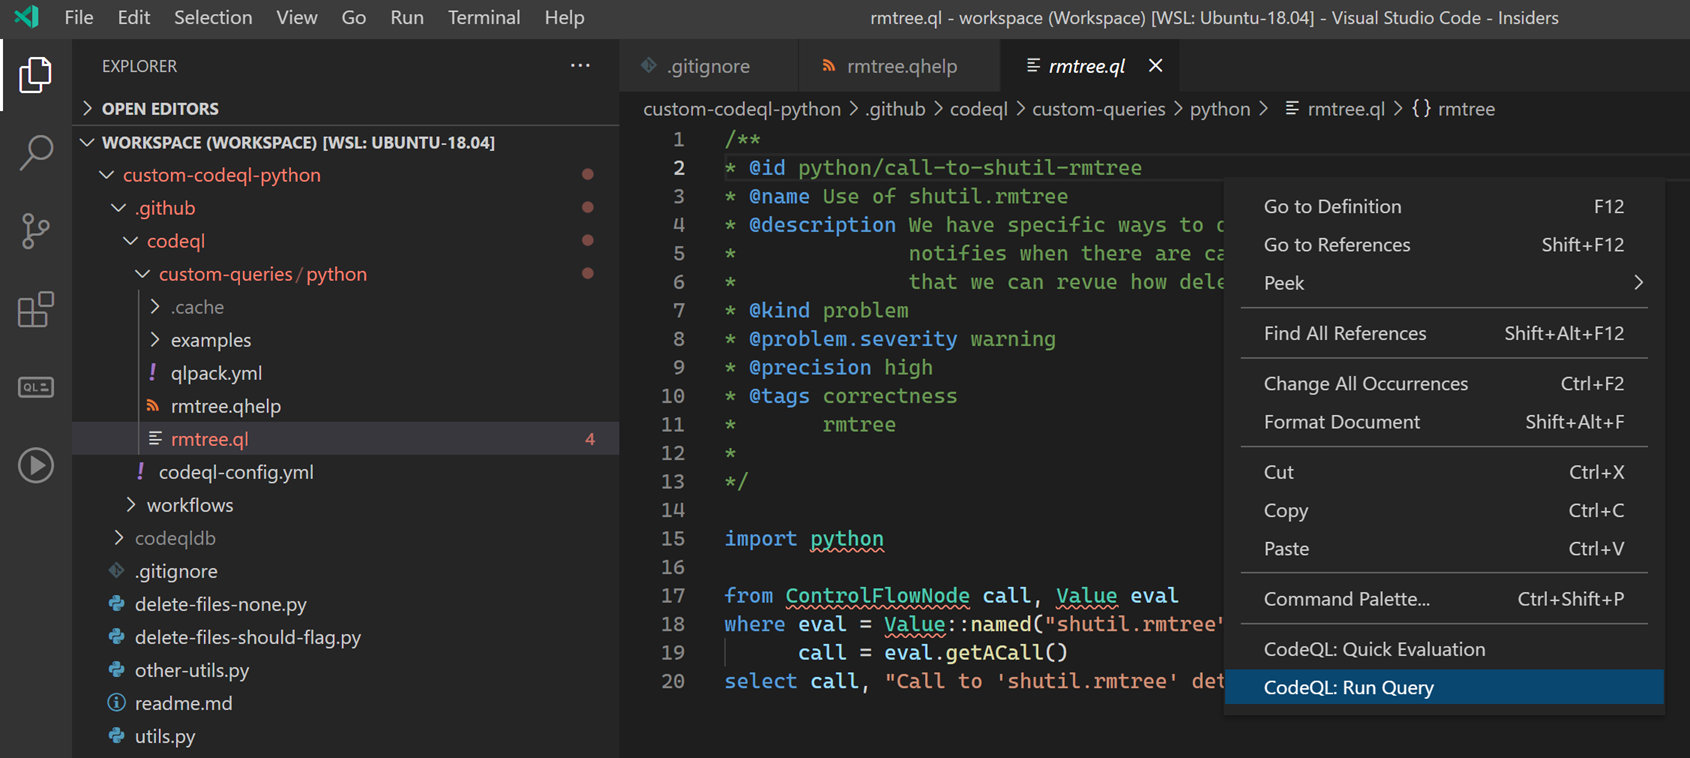 File Edit Selection View Go Run Terminal Help rmtree.ql - workspace (Workspace) [WSL: Ubuntu-18.04] - Visual Studio Code - Insiders
EXPLORER ···
OPEN EDITORS
WORKSPACE (WORKSPACE) [WSL: UBUNTU-18.04]
custom-codeql-python
.github
codeql
custom-queries/python
.cache
examples
! qlpack.yml
rmtree.qhelp
rmtree.ql 4
! codeql-config.yml
workflows
codeqldb
.gitignore
delete-files-none.py
delete-files-should-flag.py
other-utils.py
readme.md
utils.py
QL
.gitignore rmtree.qhelp rmtree.ql
custom-codeql-python > .github > codeql > custom-queries > python > rmtree.ql > {} rmtree
1 /**
2 * @id python/call-to-shutil-rmtree
3 * @name Use of shutil.rmtree
4 * @description We have specific ways to
5 * notifies when there are
6 * that we can revue how
7 * @kind problem
8 * @problem.severity warning
9 * @precision high
10 * @tags correctness
11 * rmtree
12 *
13 */
14
15 import python
16
17 from ControlFlowNode call, Value eval
18 where eval = Value::named("shutil.rmtree"
19 call = eval.getACall()
20 select call, "Call to 'shutil.rmtree' det
Go to Definition F12
Go to References Shift+F12
Peek >
Find All References Shift+Alt+F12
Change All Occurrences Ctrl+F2
Format Document Shift+Alt+F
Cut Ctrl+X
Copy Ctrl+C
Paste Ctrl+V
Command Palette... Ctrl+Shift+P
CodeQL: Quick Evaluation
CodeQL: Run Query